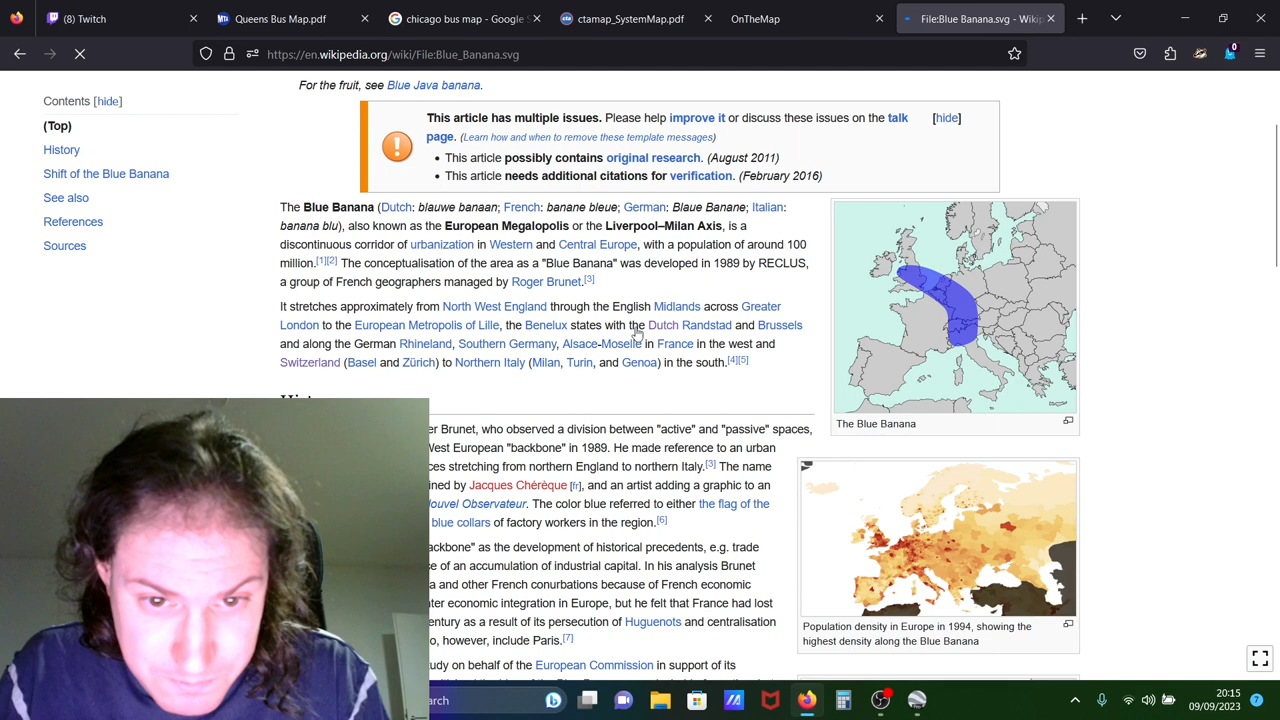 Twitch
Queens Bus Map.pdf
chicago bus map - Google S
ctamap_SystemMap.pdf
OnTheMap
File:Blue Banana.svg - Wikip
https://en.wikipedia.org/wiki/File:Blue_Banana.svg
0
For the fruit, see Blue Java banana.
Contents [hide]
(Top)
History
Shift of the Blue Banana
See also
References
Sources
This article has multiple issues. Please help improve it or discuss these issues on the talk
page. (Learn how and when to remove these template messages)
[hide]
• This article possibly contains original research. (August 2011)
• This article needs additional citations for verification. (February 2016)
The Blue Banana (Dutch: blauwe banaan; French: banane bleue; German: Blaue Banane; Italian:
banana blu), also known as the European Megalopolis or the Liverpool–Milan Axis, is a
discontinuous corridor of urbanization in Western and Central Europe, with a population of around 100
million.[1][2] The conceptualisation of the area as a "Blue Banana" was developed in 1989 by RECLUS,
a group of French geographers managed by Roger Brunet.[3]
It stretches approximately from North West England through the English Midlands across Greater
London to the European Metropolis of Lille, the Benelux states with the Dutch Randstad and Brussels
and along the German Rhineland, Southern Germany, Alsace-Moselle in France in the west and
Switzerland (Basel and Zürich) to Northern Italy (Milan, Turin, and Genoa) in the south.[4][5]
The Blue Banana
er Brunet, who observed a division between "active" and "passive" spaces,
West European "backbone" in 1989. He made reference to an urban
ces stretching from northern England to northern Italy.[3] The name
ined by Jacques Chérèque [fr], and an artist adding a graphic to an
ouvel Observateur. The color blue referred to either the flag of the
blue collars of factory workers in the region.[6]
ackbone" as the development of historical precedents, e.g. trade
ce of an accumulation of industrial capital. In his analysis Brunet
a and other French conurbations because of French economic
ter economic integration in Europe, but he felt that France had lost
entury as a result of its persecution of Huguenots and centralisation
o, however, include Paris.[7]
udy on behalf of the European Commission in support of its
Population density in Europe in 1994, showing the
highest density along the Blue Banana
earch
20:15
09/09/2023
7